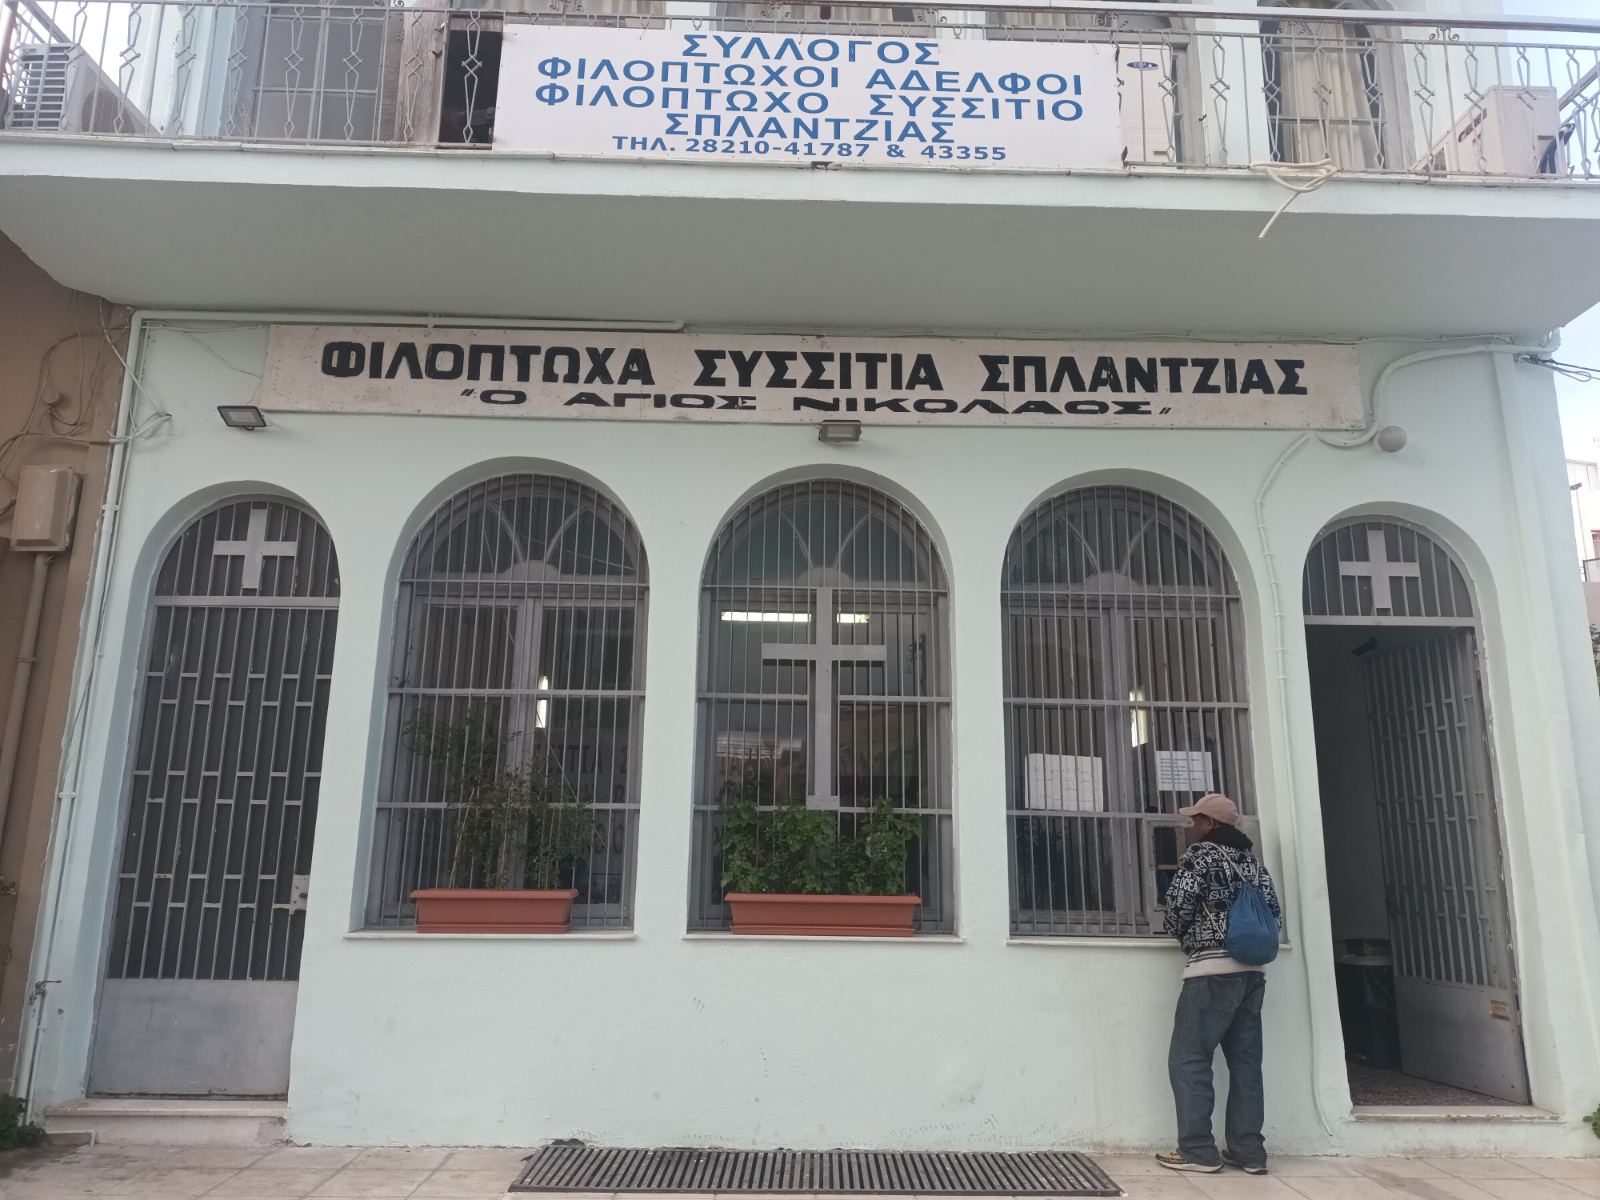 ΣΥΛΛΟΓΟΣ
ΦΙΛΟΠΤΩΧΟΙ ΑΔΕΛΦΟΙ
ΦΙΛΟΠΤΩΧΟ ΣΥΣΣΙΤΙΟ
ΣΠΛΑΝΤΖΙΑΣ
ΤΗΛ. 28210-41787 & 43355
ΦΙΛΟΠΤΩΧΑ ΣΥΣΣΙΤΙΑ ΣΠΛΑΝΤΖΙΑΣ
"Ο ΑΓΙΟΣ ΝΙΚΟΛΑΟΣ"